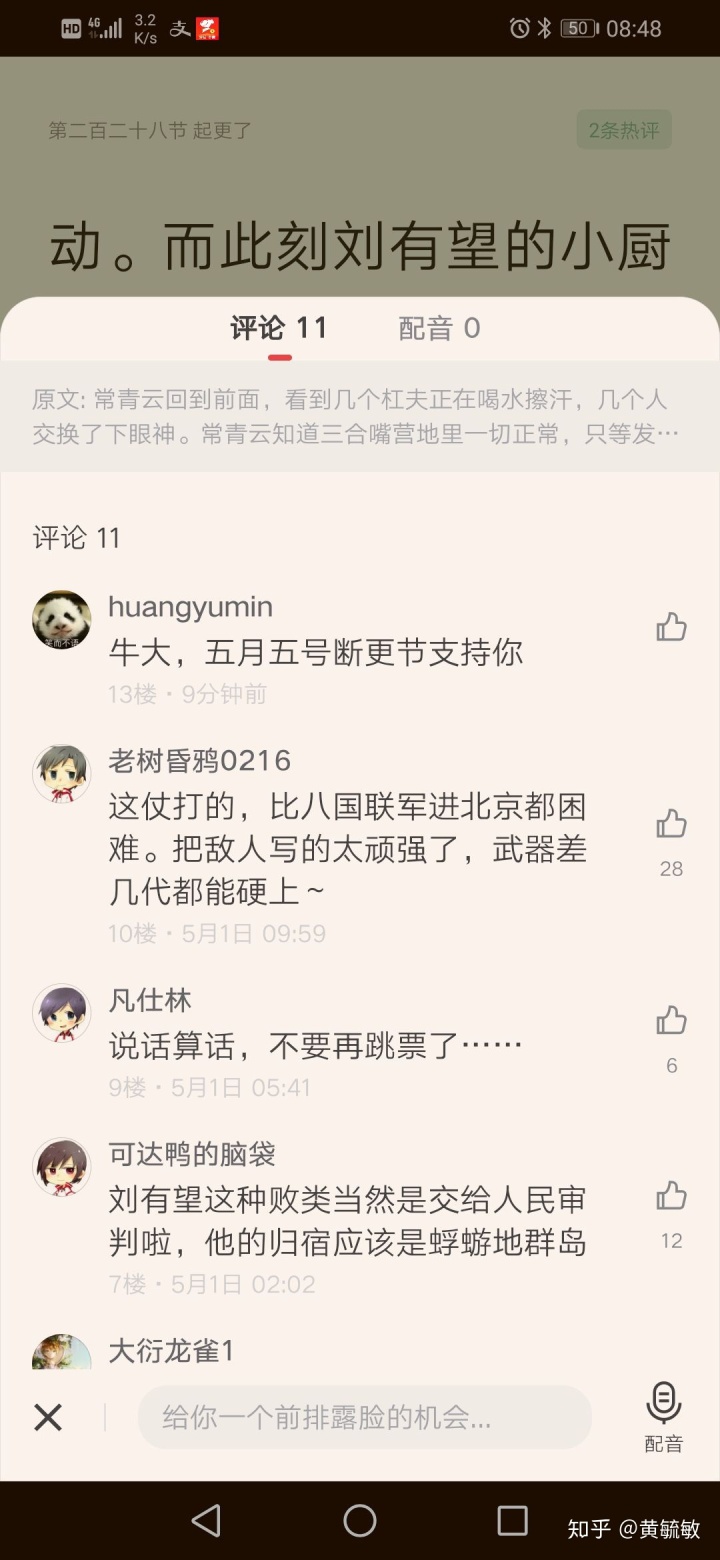 HD 4G 3.2 K/s 支 50 08:48
第二百二十八节 起更了 2条热评
动。而此刻刘有望的小厨
评论 11 配音 0
原文: 常青云回到前面，看到几个杠夫正在喝水擦汗，几个人
交换了下眼神。常青云知道三合嘴营地里一切正常，只等发…
评论 11
huangyumin
牛大，五月五号断更节支持你
13楼・9分钟前
老树昏鸦0216
这仗打的，比八国联军进北京都困
难。把敌人写的太顽强了，武器差
几代都能硬上～
28
10楼・5月1日 09:59
凡仕林
说话算话，不要再跳票了……
6
9楼・5月1日 05:41
可达鸭的脑袋
刘有望这种败类当然是交给人民审
判啦，他的归宿应该是蜉蝣地群岛
12
7楼・5月1日 02:02
大衍龙雀1
给你一个前排露脸的机会...
配音
知乎 @黄毓敏